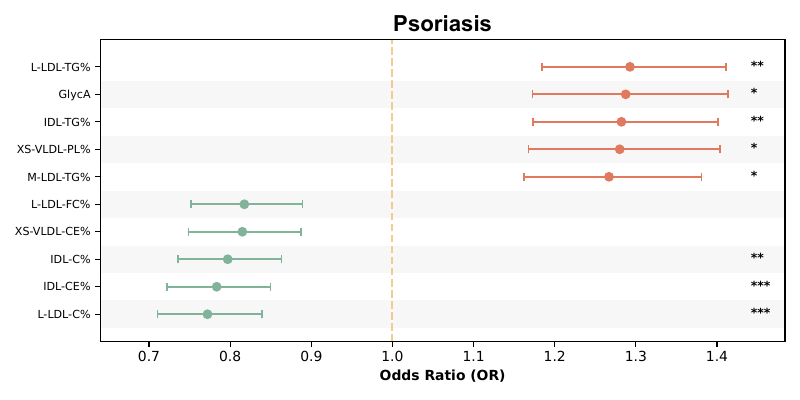 Psoriasis
L-LDL-TG% **
GlycA *
IDL-TG% **
XS-VLDL-PL% *
M-LDL-TG% *
L-LDL-FC%
XS-VLDL-CE%
IDL-C% **
IDL-CE% ***
L-LDL-C% ***
0.7 0.8 0.9 1.0 1.1 1.2 1.3 1.4
Odds Ratio (OR)